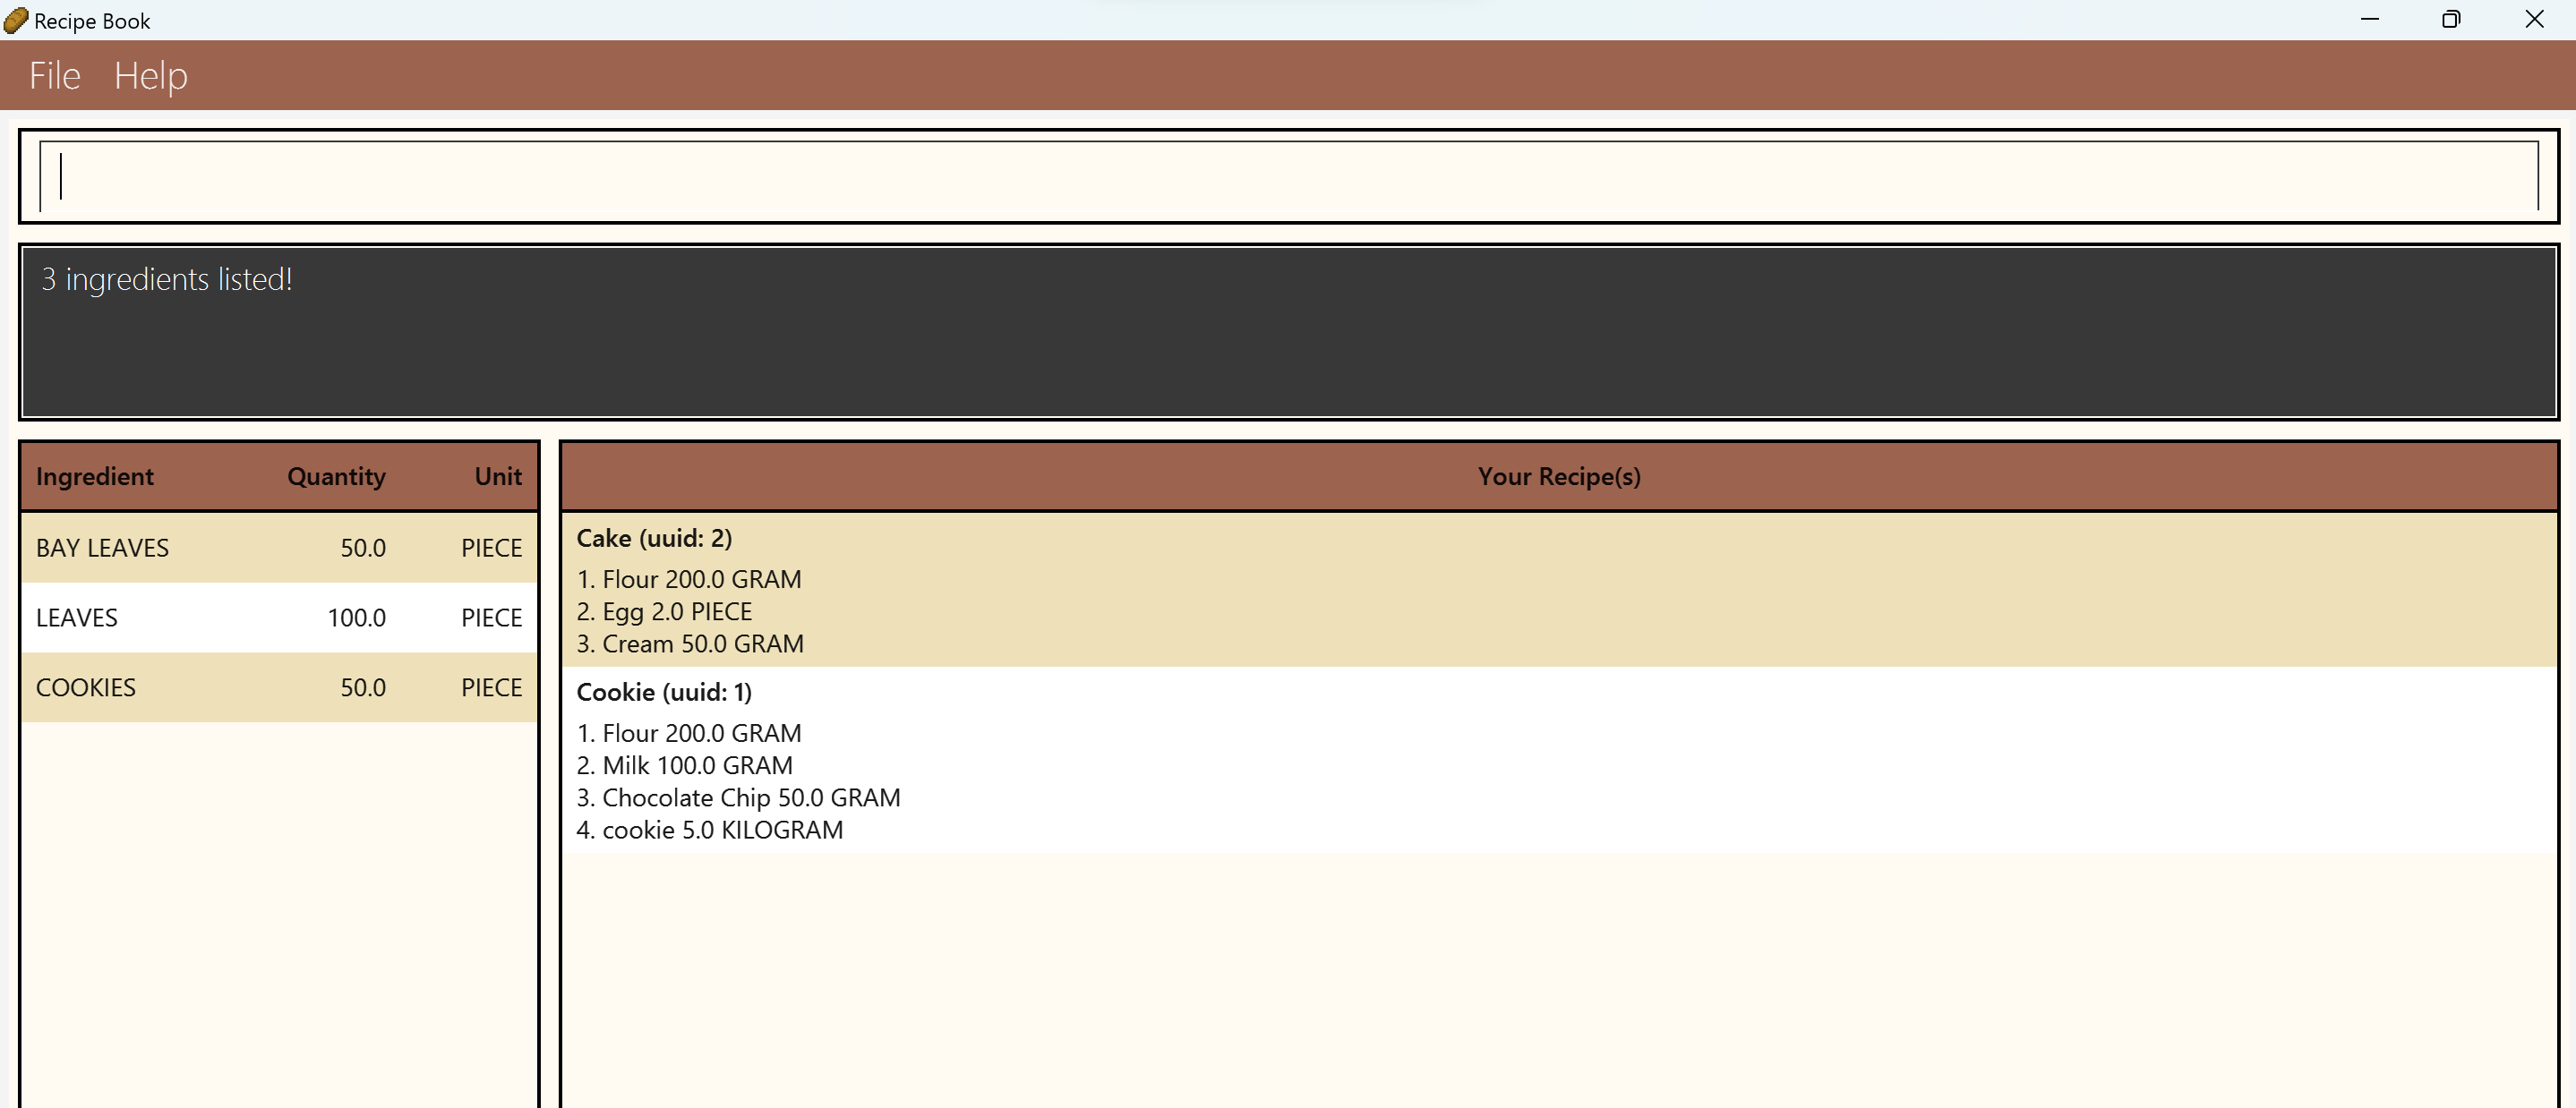 Recipe Book
File Help
3 ingredients listed!
Ingredient Quantity Unit
BAY LEAVES 50.0 PIECE
LEAVES 100.0 PIECE
COOKIES 50.0 PIECE
Your Recipe(s)
Cake (uuid: 2)
1. Flour 200.0 GRAM
2. Egg 2.0 PIECE
3. Cream 50.0 GRAM
Cookie (uuid: 1)
1. Flour 200.0 GRAM
2. Milk 100.0 GRAM
3. Chocolate Chip 50.0 GRAM
4. cookie 5.0 KILOGRAM